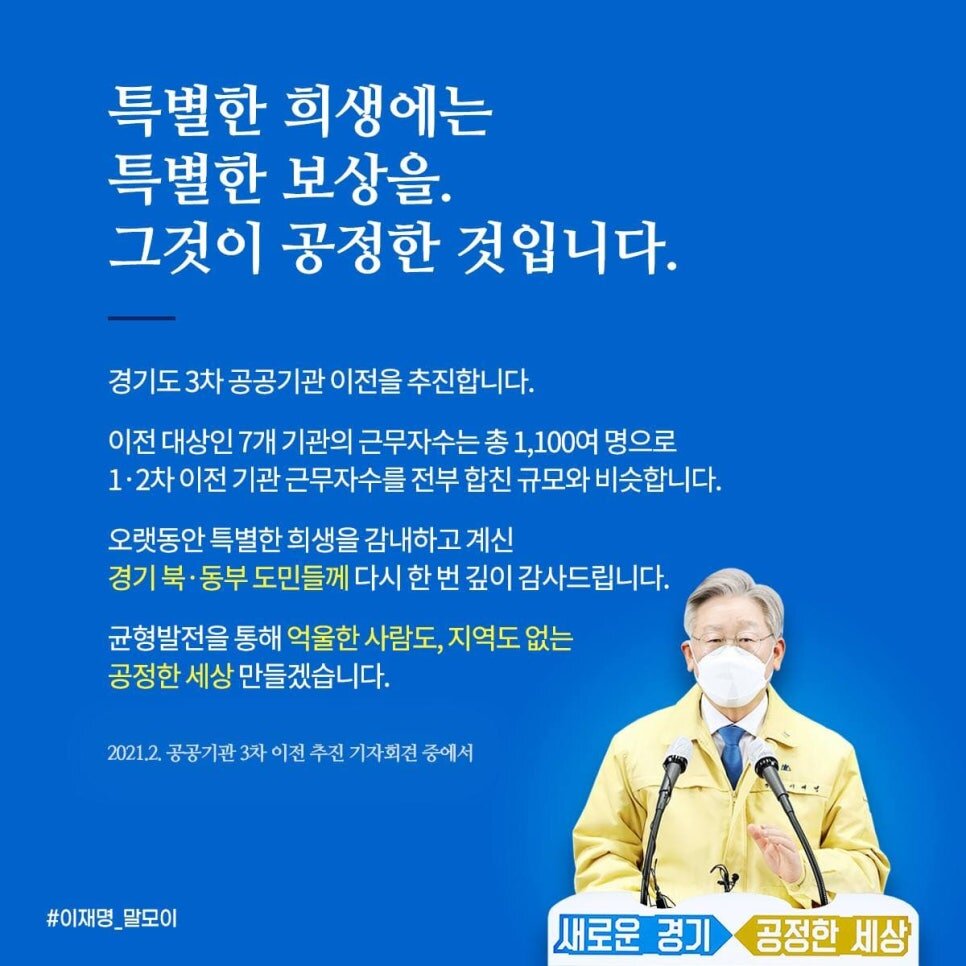 특별한 희생에는
특별한 보상을.
그것이 공정한 것입니다.
경기도 3차 공공기관 이전을 추진합니다.
이전 대상인 7개 기관의 근무자수는 총 1,100여 명으로
1·2차 이전 기관 근무자수를 전부 합친 규모와 비슷합니다.
오랫동안 특별한 희생을 감내하고 계신
경기 북·동부 도민들께 다시 한 번 깊이 감사드립니다.
균형발전을 통해 억울한 사람도, 지역도 없는
공정한 세상 만들겠습니다.
2021.2. 공공기관 3차 이전 추진 기자회견 중에서
#이재명_말모이
새로운 경기 공정한 세상